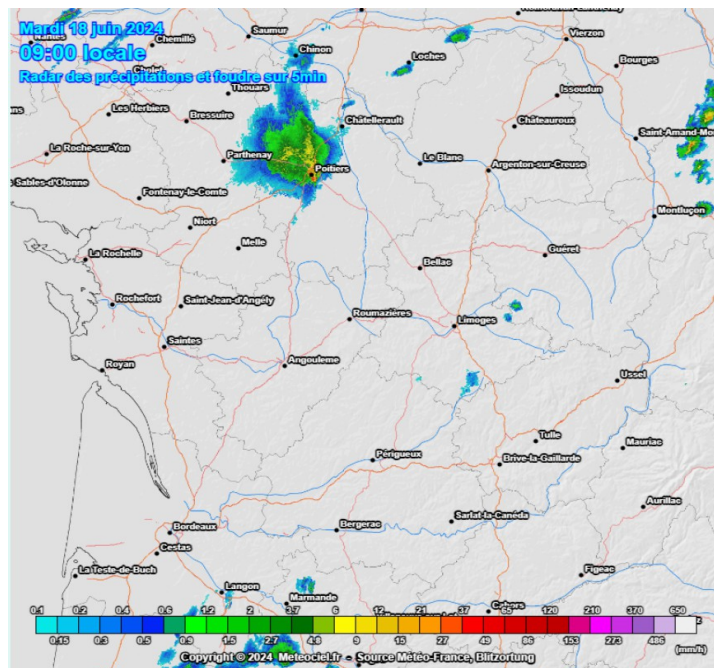 Mardi 18 juin 2024
09:00 locale
Radar des précipitations et foudre sur 5min
Nantes
Chemillé
Saumur
Chinon
Cholet
Loches
Vierzon
Bourges
Thouars
Les Herbiers
Bressuire
Châtellerault
Issoudun
Châteauroux
Saint-Amand-Mo
La Roche-sur-Yon
Parthenay
Poitiers
Le Blanc
Argenton-sur-Creuse
s Sables-d'Olonne
Fontenay-le-Comte
Niort
Montluçon
Melle
La Rochelle
Bellac
Guéret
Rochefort
Saint-Jean-d'Angély
Roumazières
Limoges
Saintes
Royan
Angouleme
Ussel
Tulle
Mauriac
Périgueux
Brive-la-Gaillarde
Aurillac
Bordeaux
Bergerac
Sarlat-la-Canéda
Cestas
La Teste-de-Buch
Langon
Marmande
Figeac
Cahors
0.1 0.2 0.4 0.6 1.2 2 3.7 6 12 21 37 65 120 210 370 650
0.15 0.3 0.5 0.9 1.5 2.7 4.8 9 15 27 49 86 153 273 486 (mm/h)
Copyright © 2024 Meteociel.fr - Source Météo-France, Blitzortung